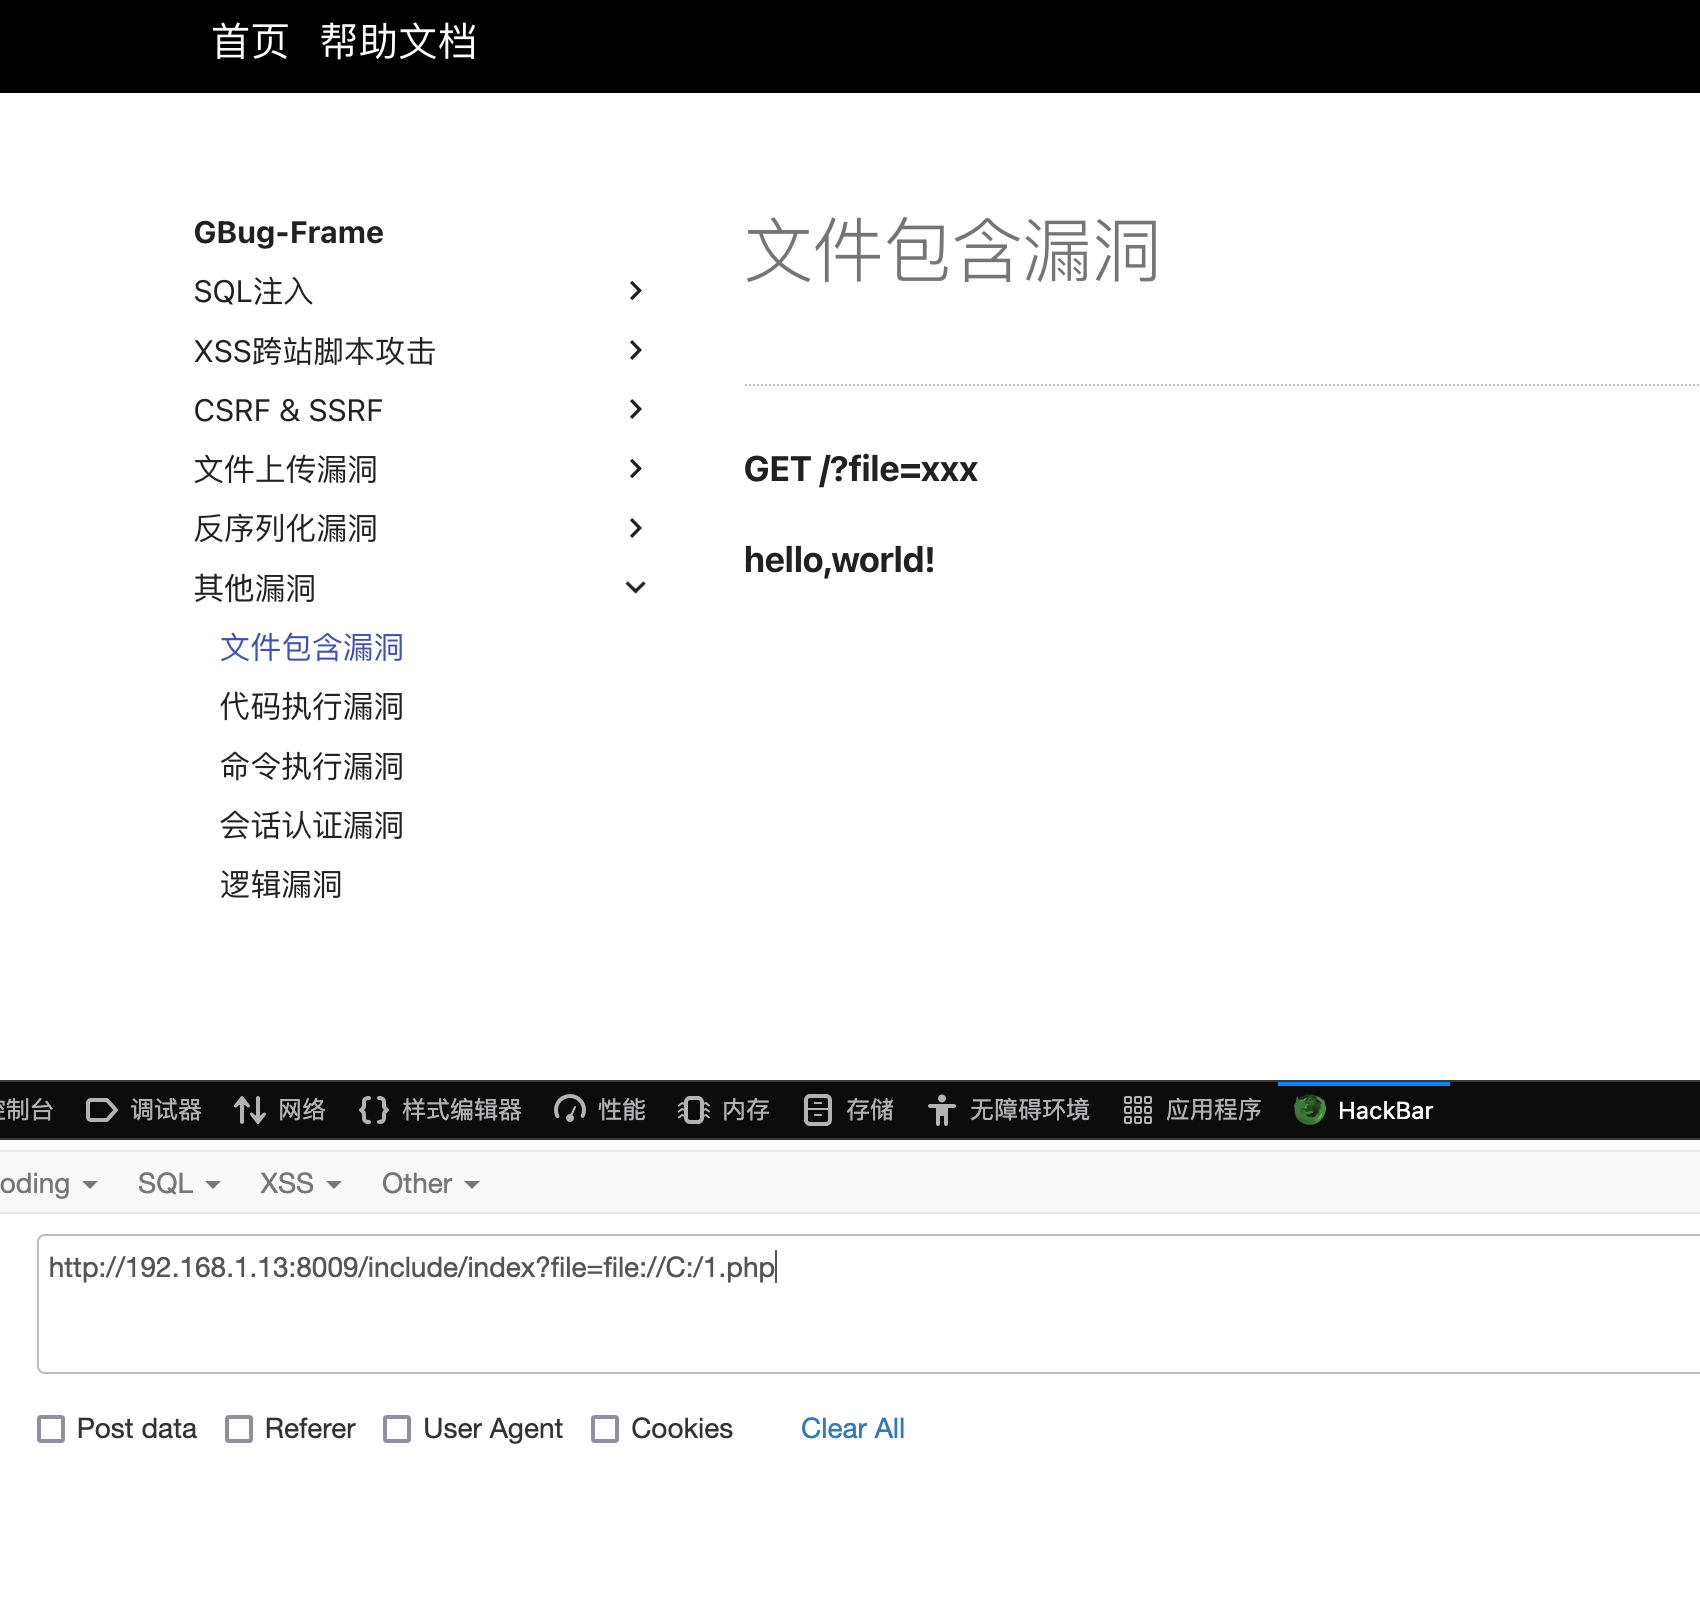 首页 帮助文档
GBug-Frame
SQL注入
XSS跨站脚本攻击
CSRF & SSRF
文件上传漏洞
反序列化漏洞
其他漏洞
文件包含漏洞
代码执行漏洞
命令执行漏洞
会话认证漏洞
逻辑漏洞
文件包含漏洞
GET /?file=xxx
hello,world!
控制台 调试器 网络 样式编辑器 性能 内存 存储 无障碍环境 应用程序 HackBar
oding SQL XSS Other
http://192.168.1.13:8009/include/index?file=file://C:/1.php
Post data Referer User Agent Cookies Clear All